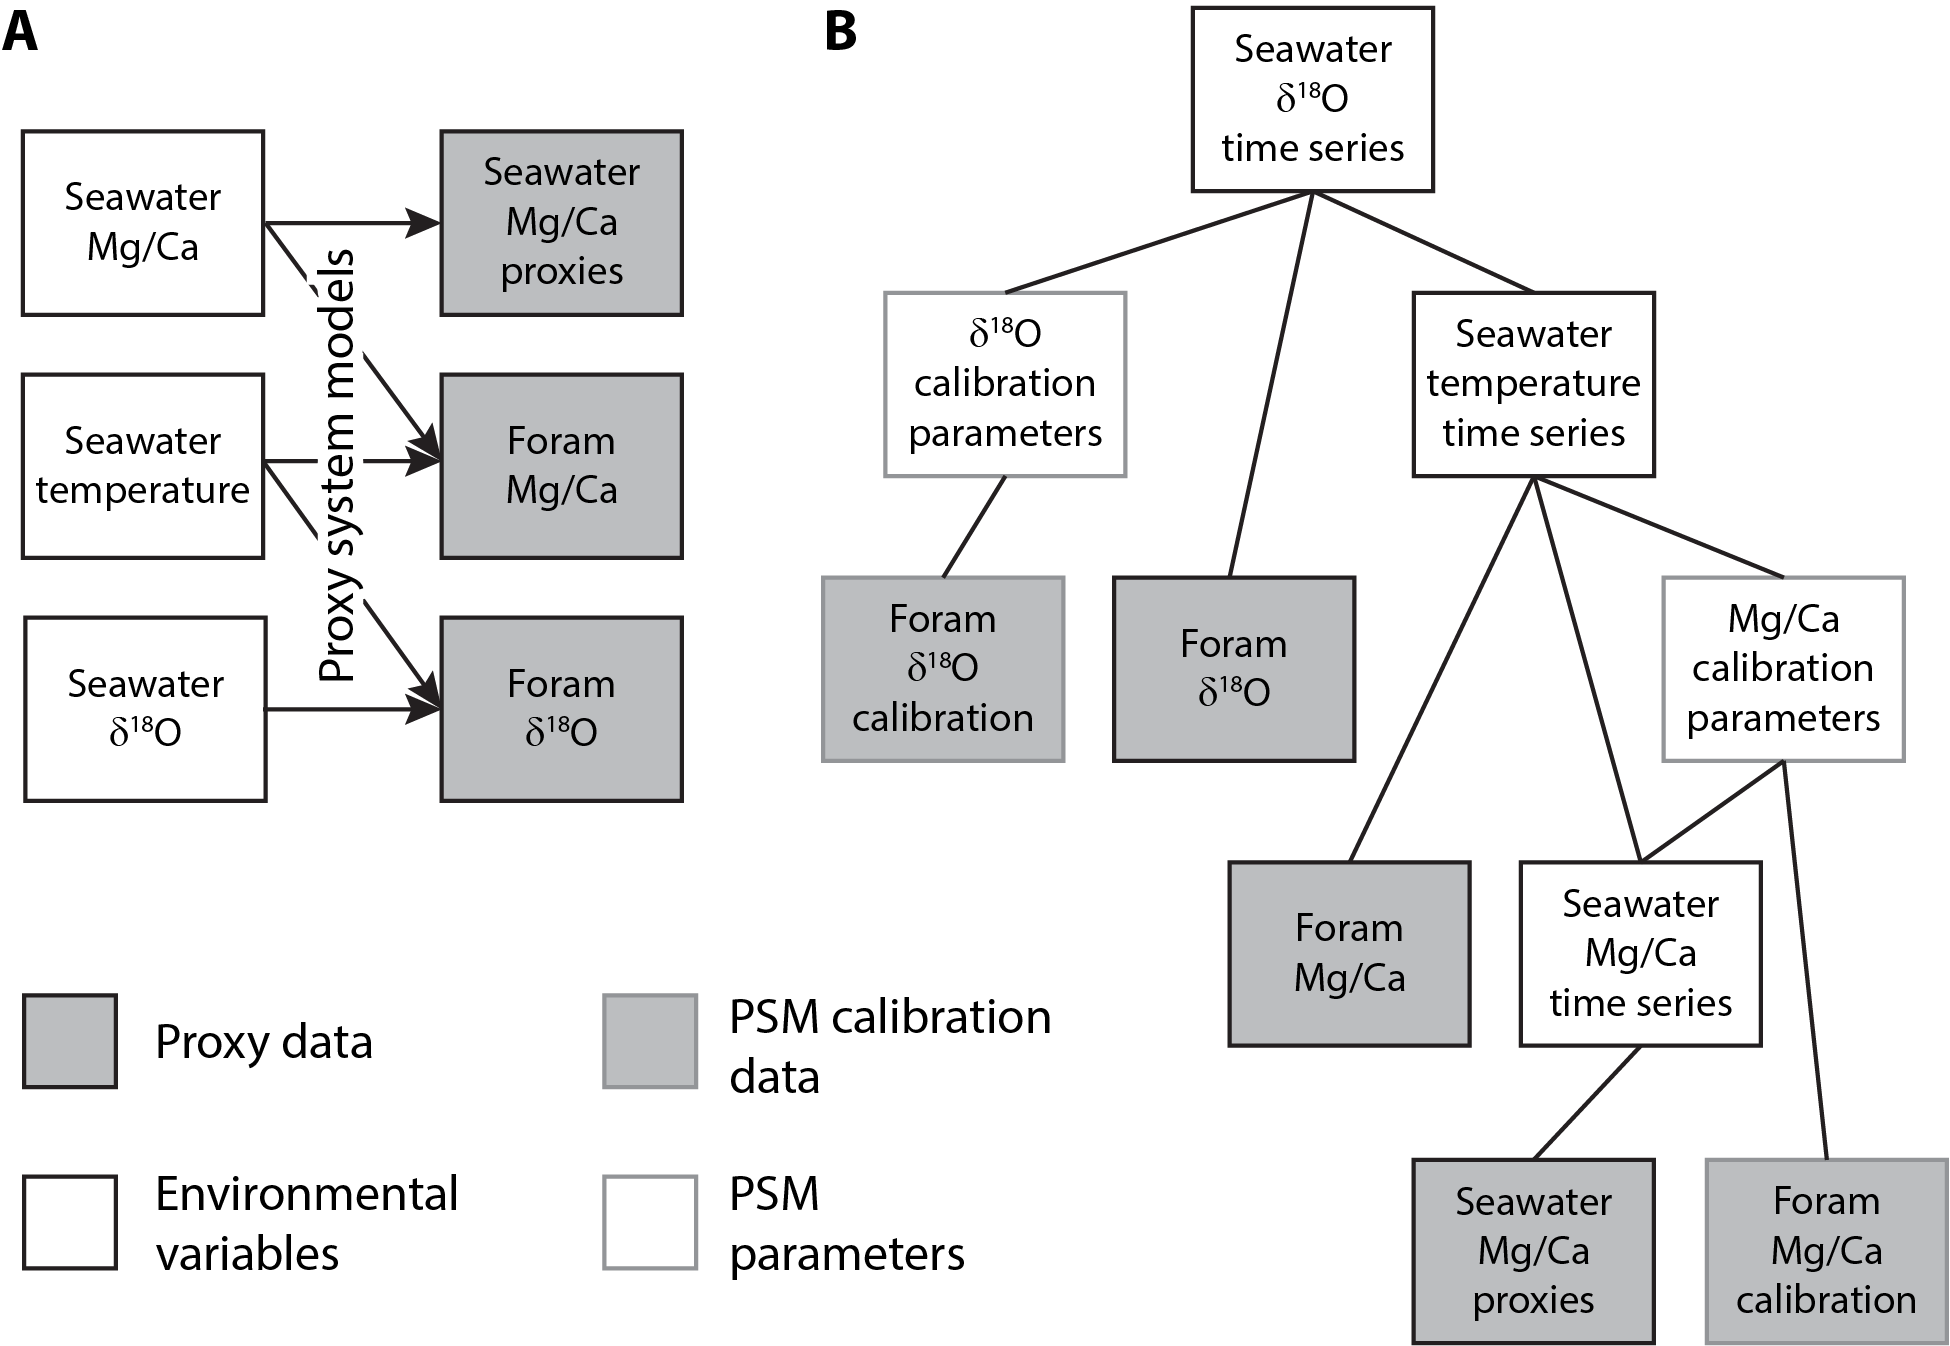 A
Seawater
Mg/Ca
Seawater
Mg/Ca
proxies
Proxy system models
Seawater
temperature
Foram
Mg/Ca
Seawater
δ¹⁸O
Foram
δ¹⁸O
Proxy data
PSM calibration
data
Environmental
variables
PSM
parameters
B
Seawater
δ¹⁸O
time series
δ¹⁸O
calibration
parameters
Seawater
temperature
time series
Foram
δ¹⁸O
calibration
Foram
δ¹⁸O
Mg/Ca
calibration
parameters
Foram
Mg/Ca
Seawater
Mg/Ca
time series
Seawater
Mg/Ca
proxies
Foram
Mg/Ca
calibration